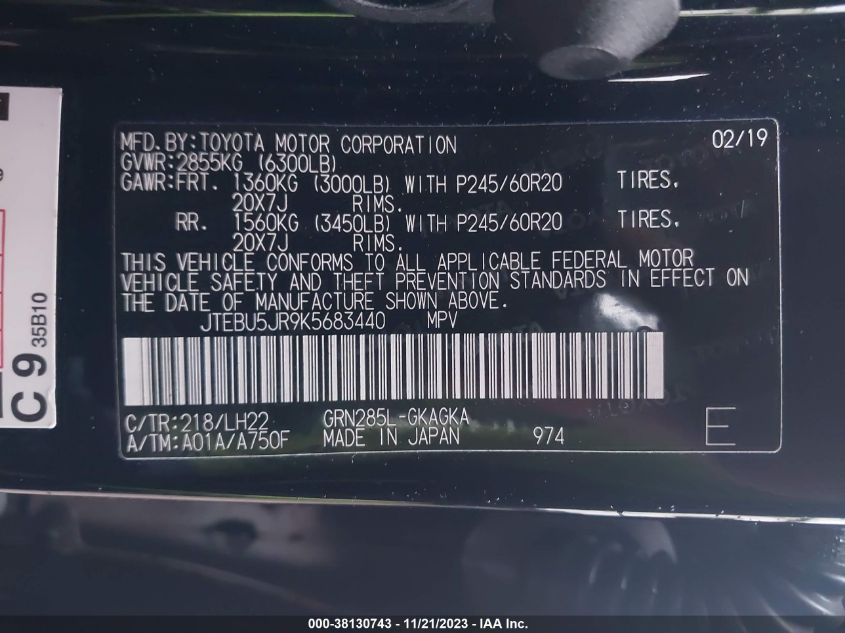 MFD.BY:TOYOTA MOTOR CORPORATION 02/19
GVWR:2855KG (6300LB)
GAWR:FRT. 1360KG (3000LB) WITH P245/60R20 TIRES.
20X7J RIMS.
RR. 1560KG (3450LB) WITH P245/60R20 TIRES.
20X7J RIMS.
THIS VEHICLE CONFORMS TO ALL APPLICABLE FEDERAL MOTOR
VEHICLE SAFETY AND THEFT PREVENTION STANDARDS IN EFFECT ON
THE DATE OF MANUFACTURE SHOWN ABOVE.
JTEBU5JR9K5683440 MPV
C/TR:218/LH22 GRN285L-GKAGKA
A/TM:A01A/A750F MADE IN JAPAN 974 E
C 9 35B10
000-38130743 - 11/21/2023 - IAA Inc.